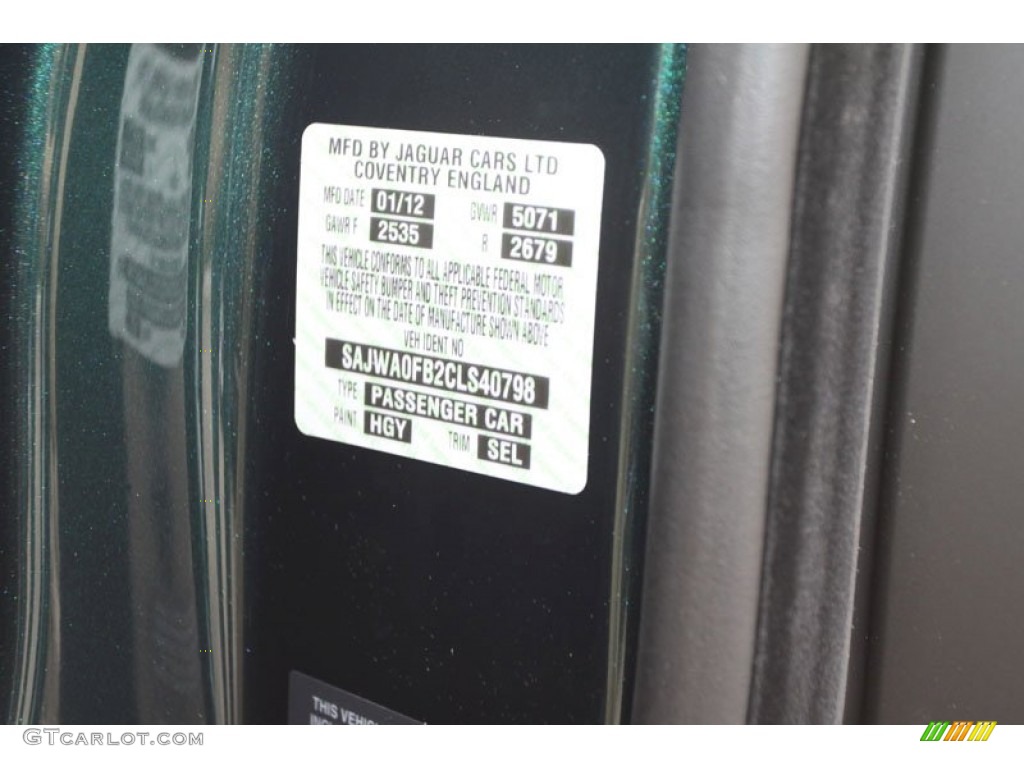 MFD BY JAGUAR CARS LTD
COVENTRY ENGLAND
MFD DATE 01/12 GVWR 5071
GAWR F 2535 R 2679
THIS VEHICLE CONFORMS TO ALL APPLICABLE FEDERAL MOTOR
VEHICLE SAFETY BUMPER AND THEFT PREVENTION STANDARDS
IN EFFECT ON THE DATE OF MANUFACTURE SHOWN ABOVE
VEH IDENT NO
SAJWA0FB2CLS40798
TYPE PASSENGER CAR
PAINT HGY TRIM SEL
THIS VEHIC
© GTcarlot.com